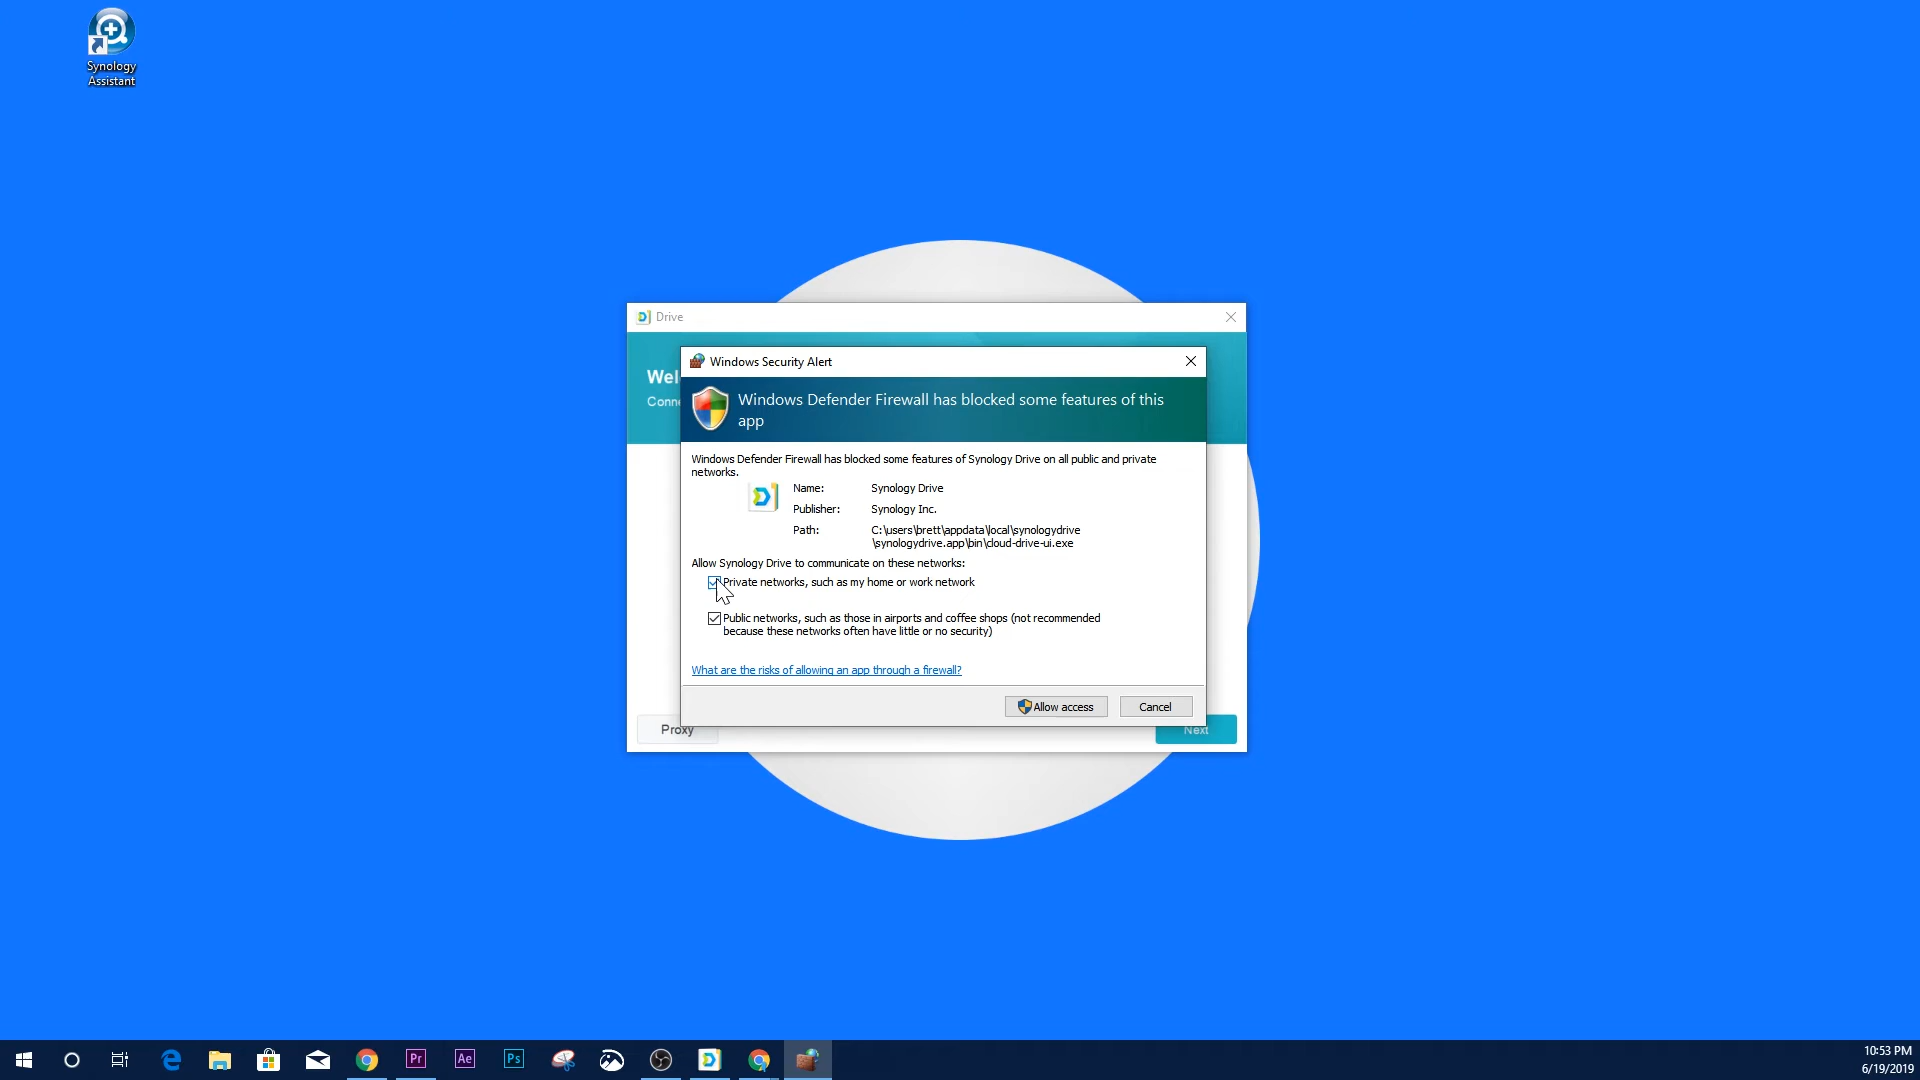 Synology
Assistant
Drive
Wel
Conne
Windows Security Alert
Windows Defender Firewall has blocked some features of this
app
Windows Defender Firewall has blocked some features of Synology Drive on all public and private
networks.
Name: Synology Drive
Publisher: Synology Inc.
Path: C:\users\brett\appdata\local\synologydrive
\synologydrive.app\bin\cloud-drive-ui.exe
Allow Synology Drive to communicate on these networks:
Private networks, such as my home or work network
Public networks, such as those in airports and coffee shops (not recommended
because these networks often have little or no security)
What are the risks of allowing an app through a firewall?
Allow access Cancel
Proxy Next
Pr Ae Ps
10:53 PM
6/19/2019